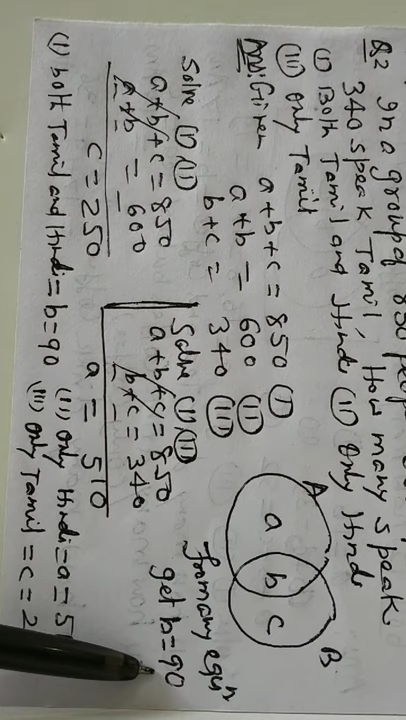 Q2 In a group of 850 people
340 speak Tamil. How many speak
(I) Both Tamil and Hindi (II) Only Hindi
(III) Only Tamil
Ans: Given a+b+c = 850 (I)
a+b = 600 (II)
b+c = 340 (III)
A
B
a
b
c
Solve (I) (II)
a+b+c = 850
a+b = 600
c = 250
Solve (I) (III)
a+b+c = 850
b+c = 340
a = 510
from any eqn
get b=90
(I) both Tamil and Hindi = b = 90 (II) Only Hindi = a = 5
(III) Only Tamil = c = 2